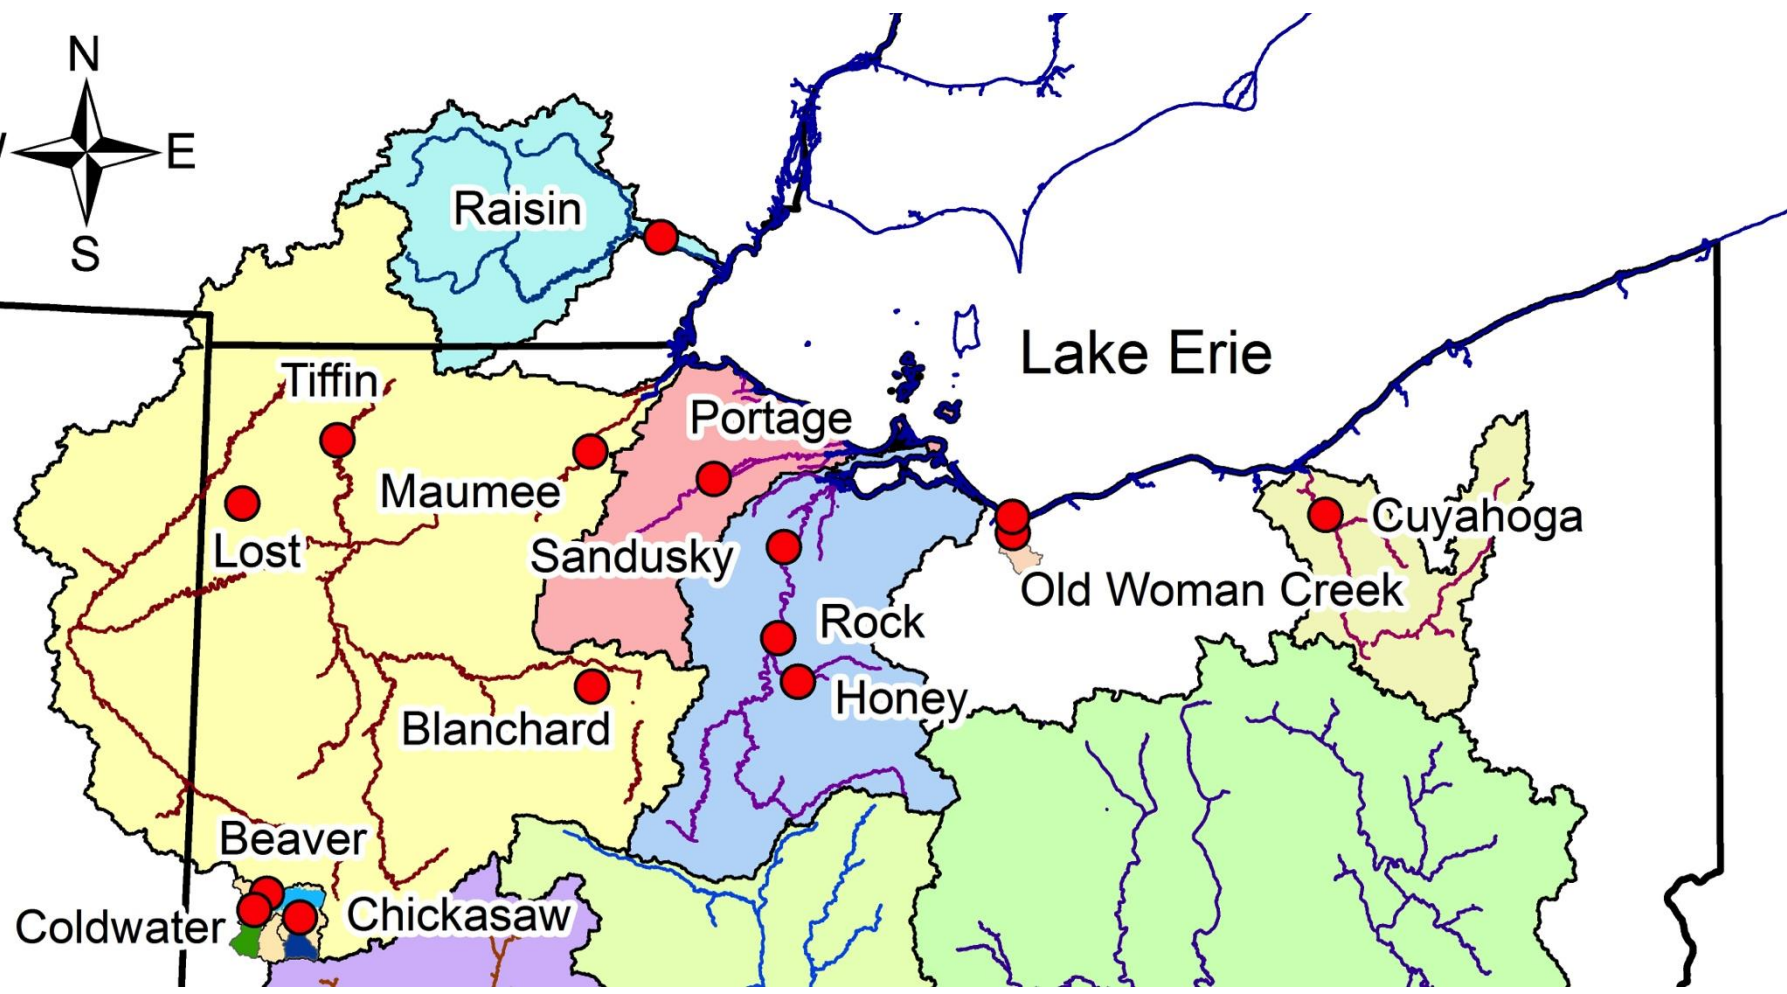 N
E
S
Raisin
Lake Erie
Tiffin
Portage
Maumee
Cuyahoga
Lost
Sandusky
Old Woman Creek
Rock
Honey
Blanchard
Beaver
Chickasaw
Coldwater